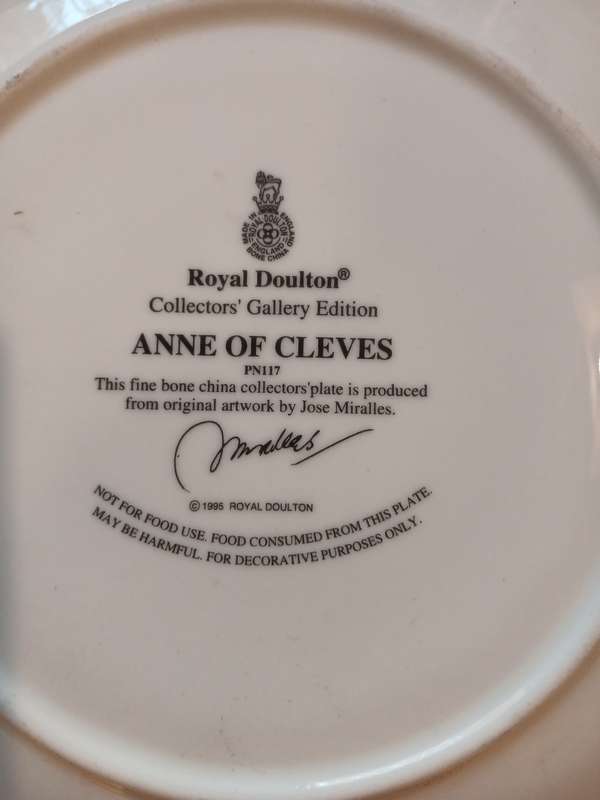 MADE IN ENGLAND
ROYAL DOULTON
ENGLAND
BONE CHINA
Royal Doulton®
Collectors' Gallery Edition
ANNE OF CLEVES
PN117
This fine bone china collectors'plate is produced
from original artwork by Jose Miralles.
Jmiralles
©1995 ROYAL DOULTON
NOT FOR FOOD USE. FOOD CONSUMED FROM THIS PLATE.
MAY BE HARMFUL. FOR DECORATIVE PURPOSES ONLY.